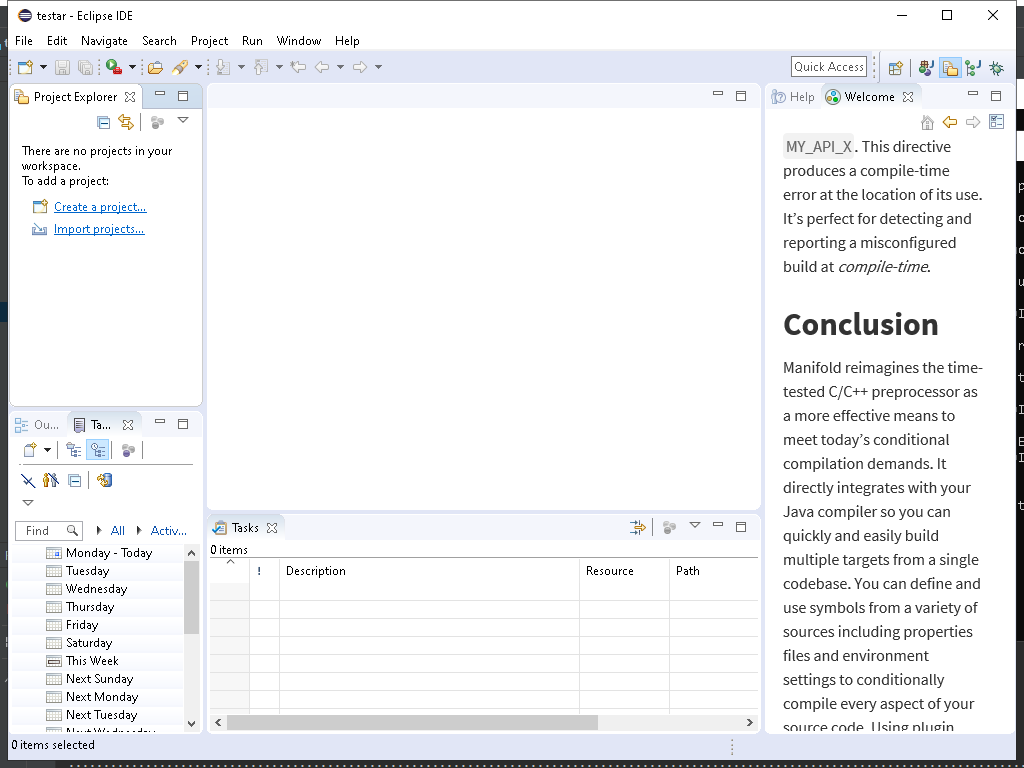 testar - Eclipse IDE
File Edit Navigate Search Project Run Window Help
Quick Access
Project Explorer
There are no projects in your
workspace.
To add a project:
Create a project...
Import projects...
Ou...
Ta...
Find
All
Activ...
Monday - Today
Tuesday
Wednesday
Thursday
Friday
Saturday
This Week
Next Sunday
Next Monday
Next Tuesday
Next Wednesday
Tasks
0 items
! Description Resource Path
Help
Welcome
MY_API_X. This directive
produces a compile-time
error at the location of its use.
It’s perfect for detecting and
reporting a misconfigured
build at compile-time.
Conclusion
Manifold reimagines the time-
tested C/C++ preprocessor as
a more effective means to
meet today’s conditional
compilation demands. It
directly integrates with your
Java compiler so you can
quickly and easily build
multiple targets from a single
codebase. You can define and
use symbols from a variety of
sources including properties
files and environment
settings to conditionally
compile every aspect of your
source code. Using plugin
0 items selected